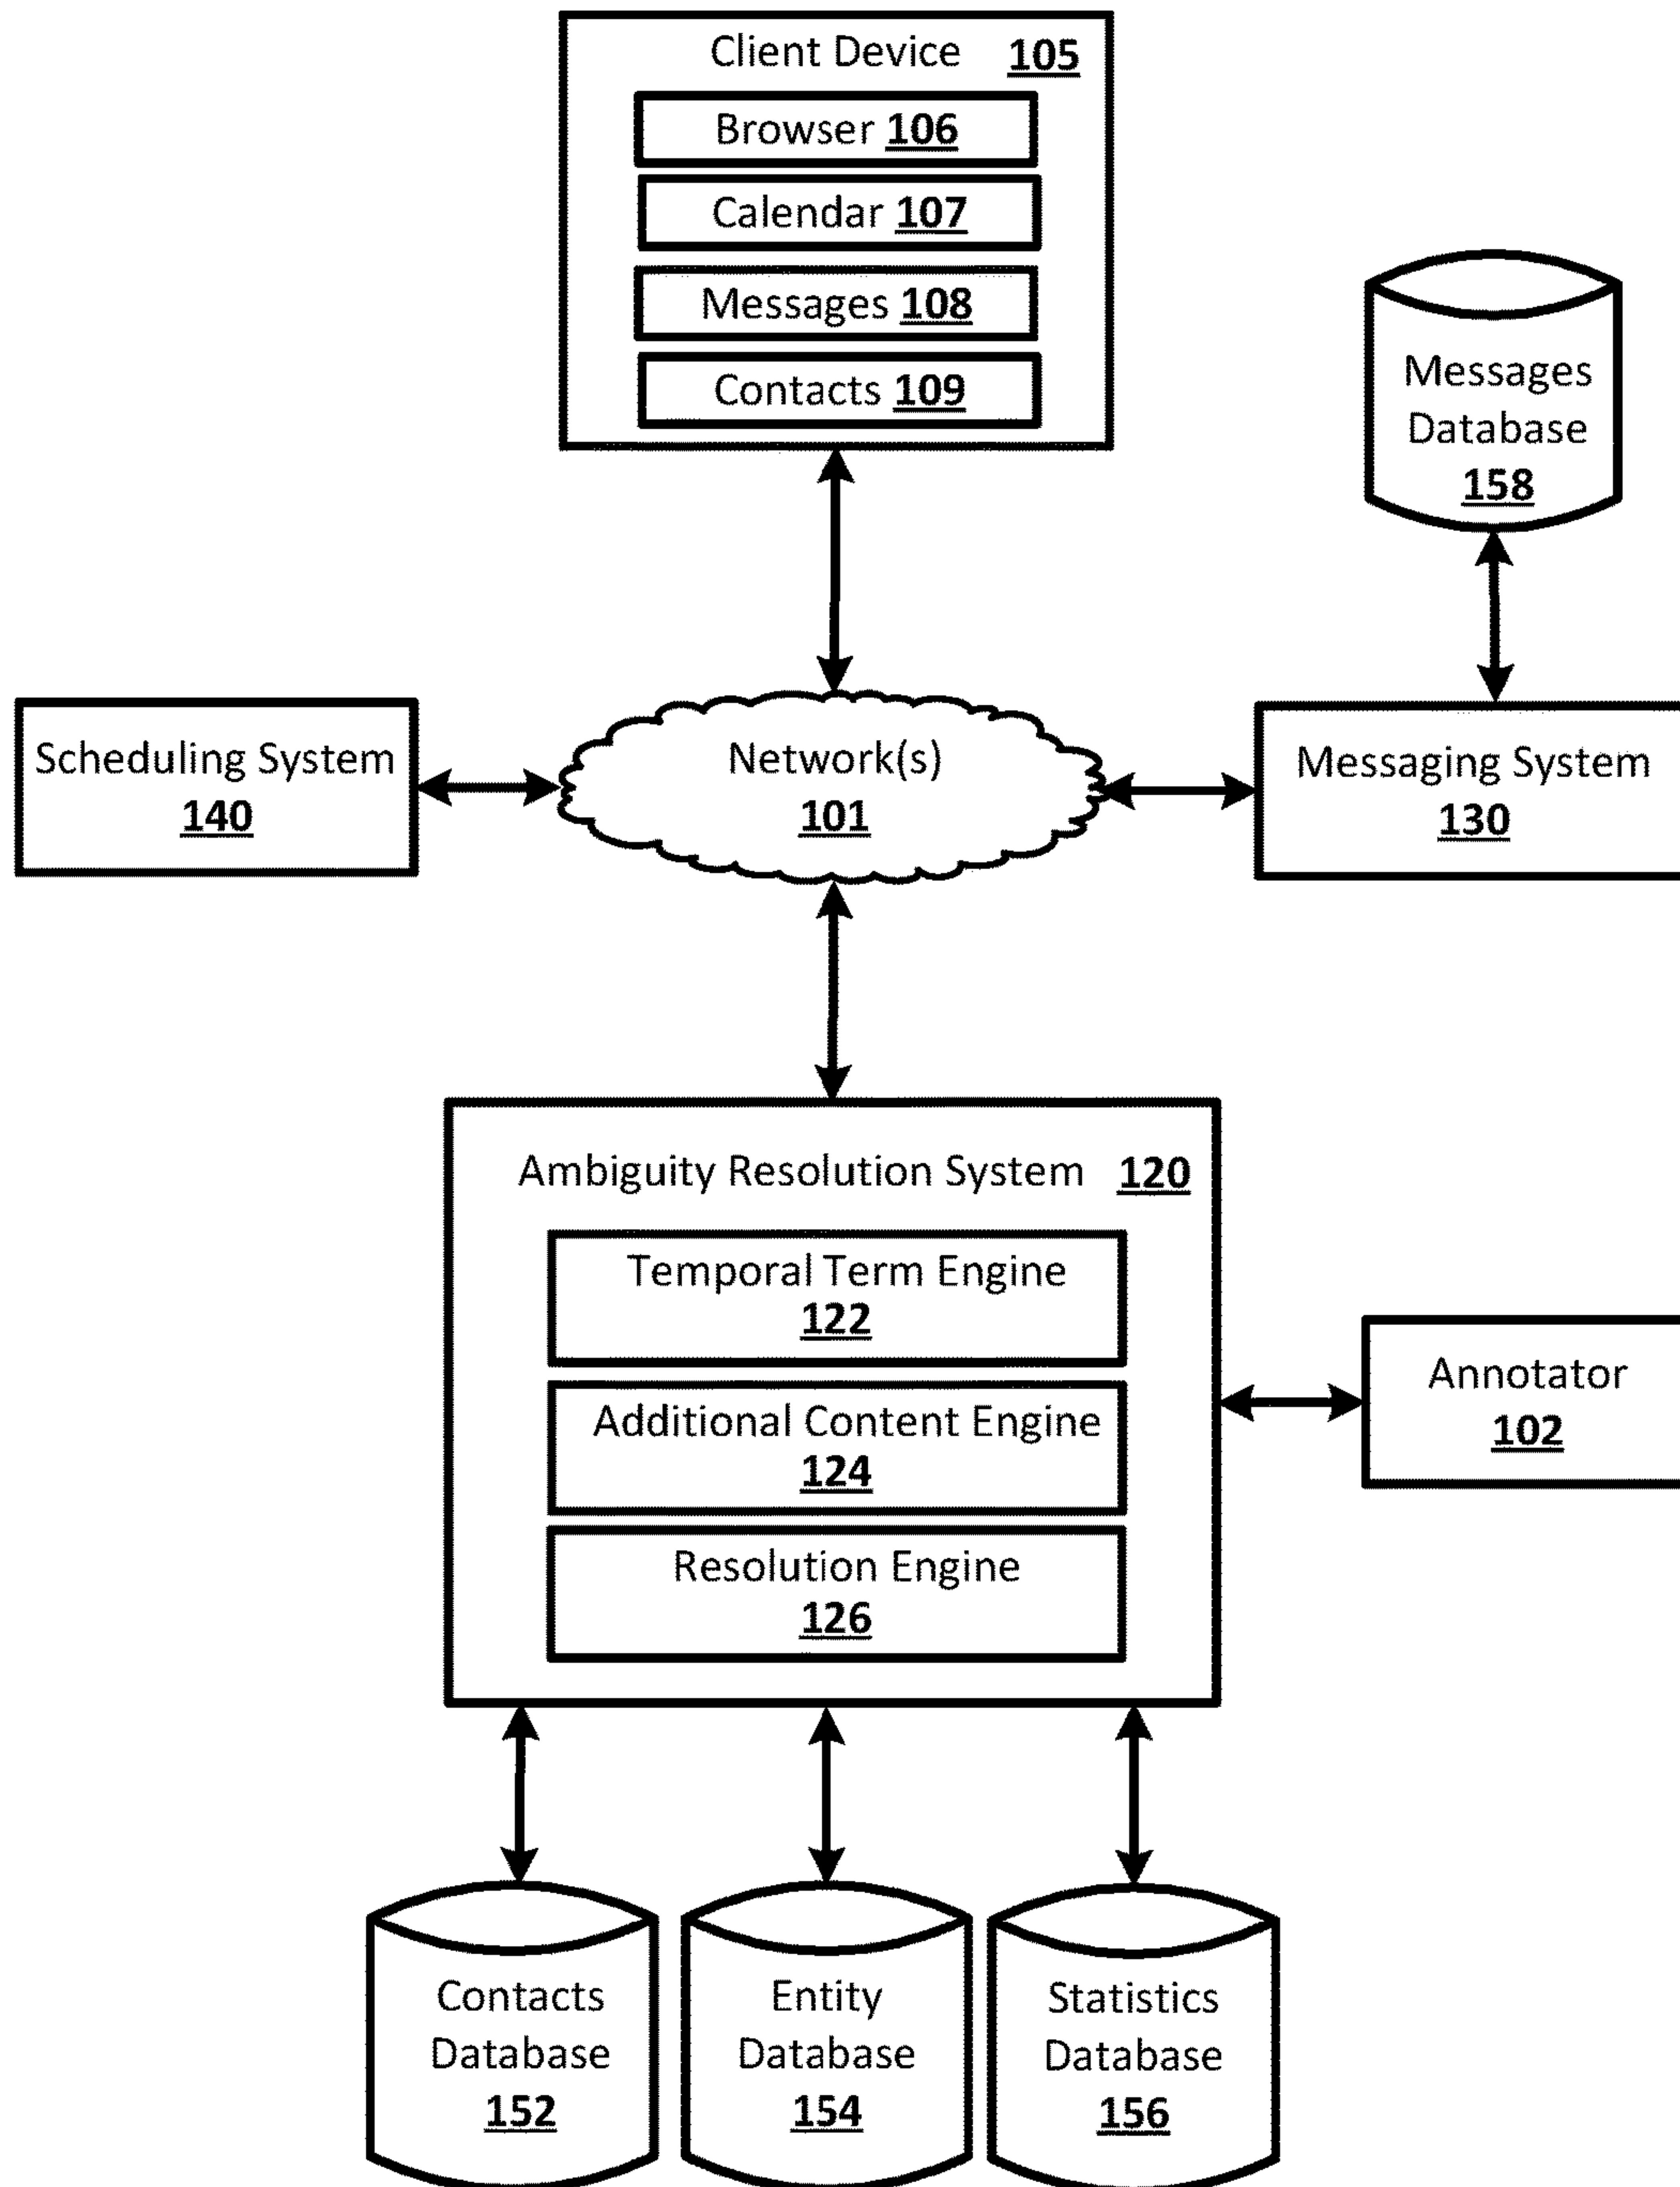 Client Device 105
Browser 106
Calendar 107
Messages 108
Contacts 109
Messages
Database
158
Scheduling System
140
Network(s)
101
Messaging System
130
Ambiguity Resolution System 120
Temporal Term Engine
122
Additional Content Engine
124
Resolution Engine
126
Annotator
102
Contacts
Database
152
Entity
Database
154
Statistics
Database
156